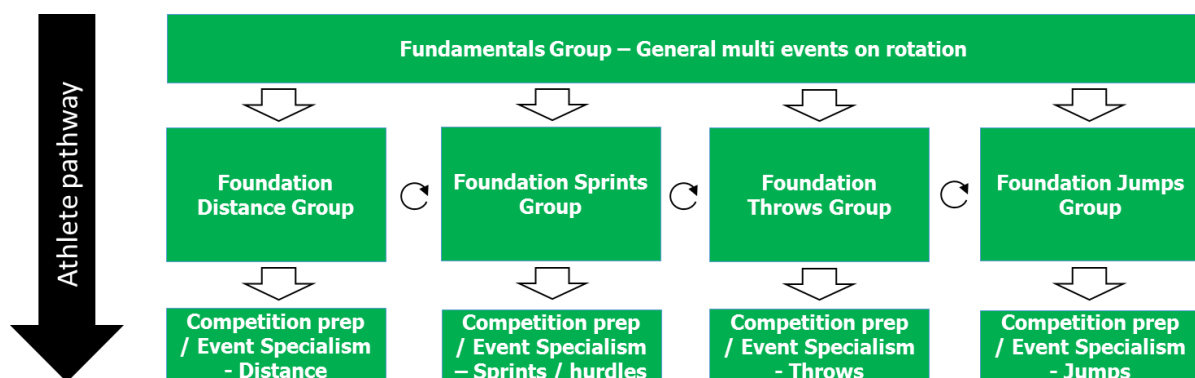 Athlete pathway
Fundamentals Group – General multi events on rotation
Foundation
Distance Group
Foundation Sprints
Group
Foundation
Throws Group
Foundation Jumps
Group
Competition prep
/ Event Specialism
- Distance
Competition prep
/ Event Specialism
– Sprints / hurdles
Competition prep
/ Event Specialism
- Throws
Competition prep
/ Event Specialism
- Jumps